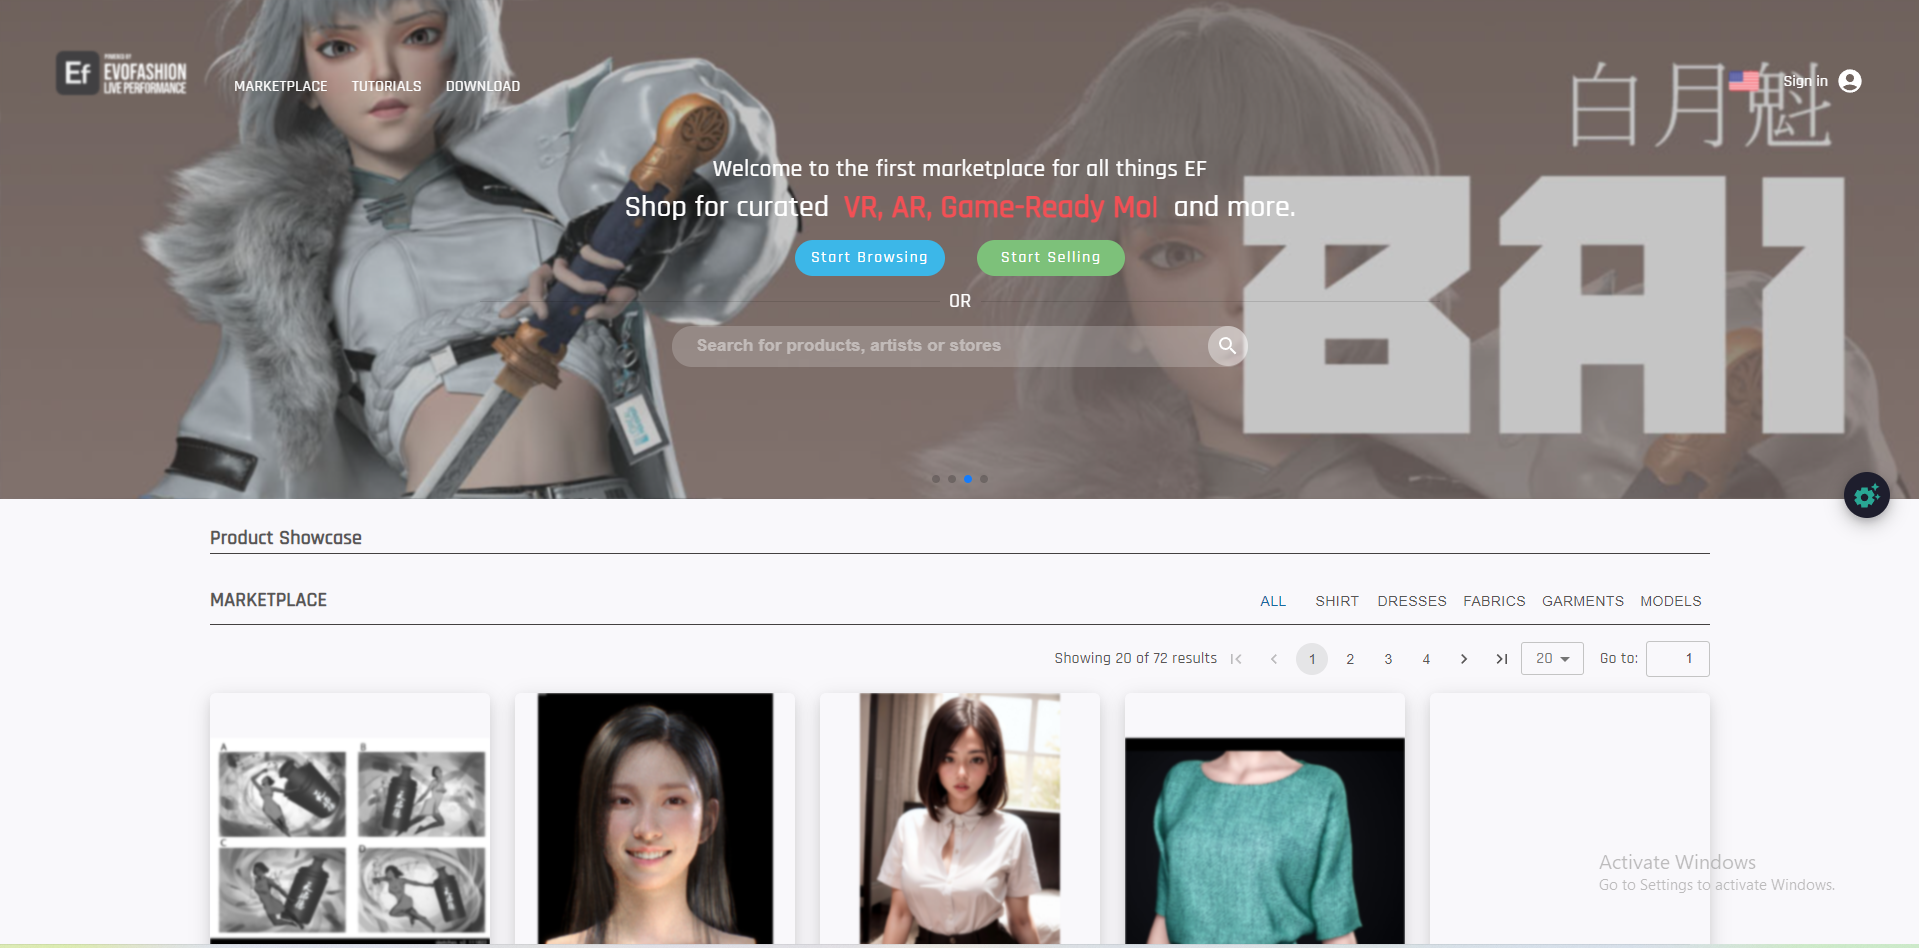 白月魁
Ef POWERED BY
EVOFASHION
LIVE PERFORMANCE
MARKETPLACE TUTORIALS DOWNLOAD
Sign in
Welcome to the first marketplace for all things EF
Shop for curated VR, AR, Game-Ready Mo and more.
BAI
Start Browsing Start Selling
OR
Search for products, artists or stores
Product Showcase
MARKETPLACE
ALL SHIRT DRESSES FABRICS GARMENTS MODELS
Showing 20 of 72 results 1 2 3 4 20 Go to: 1
A B
C D
Activate Windows
Go to Settings to activate Windows.